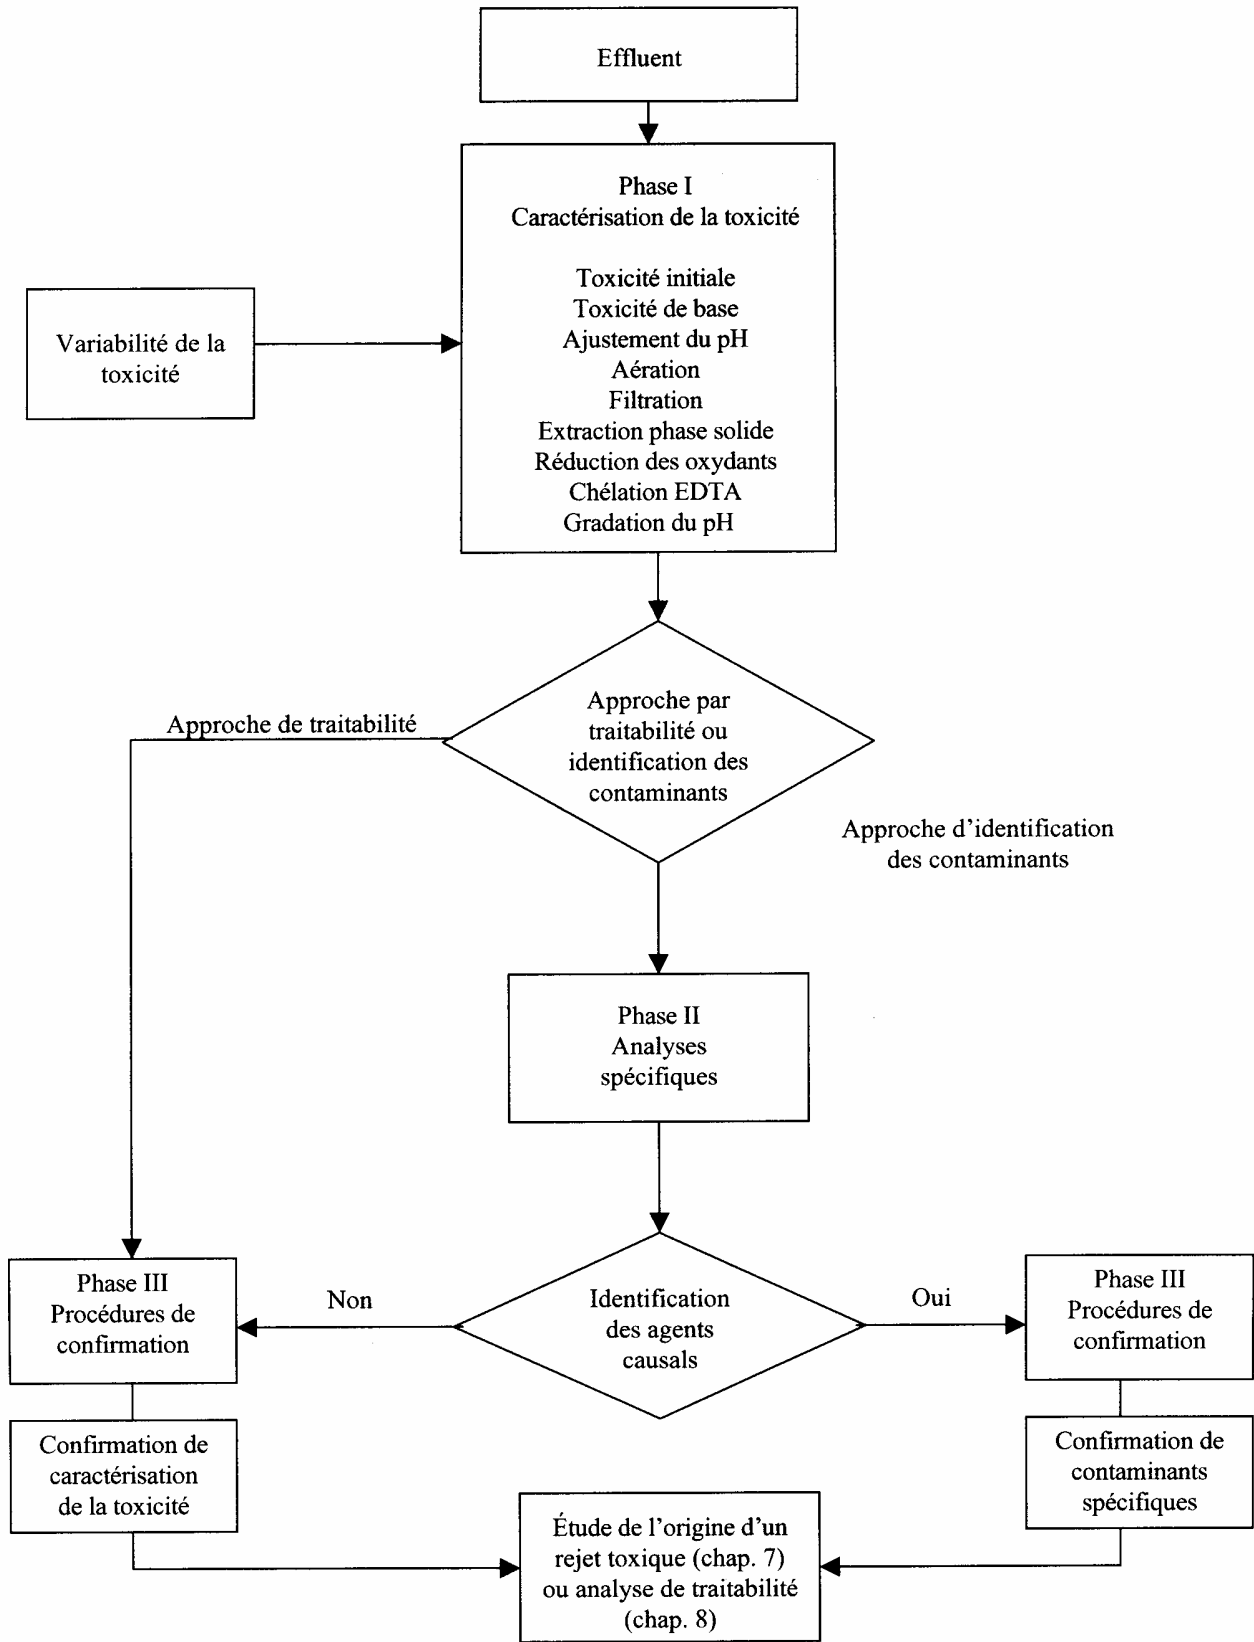 Effluent
Phase I
Caractérisation de la toxicité
Toxicité initiale
Toxicité de base
Ajustement du pH
Aération
Filtration
Extraction phase solide
Réduction des oxydants
Chélation EDTA
Gradation du pH
Variabilité de la
toxicité
Approche par
traitabilité ou
identification des
contaminants
Approche de traitabilité
Approche d'identification
des contaminants
Phase II
Analyses
spécifiques
Phase III
Procédures de
confirmation
Non
Identification
des agents
causals
Oui
Phase III
Procédures de
confirmation
Confirmation de
caractérisation
de la toxicité
Confirmation de
contaminants
spécifiques
Étude de l'origine d'un
rejet toxique (chap. 7)
ou analyse de traitabilité
(chap. 8)